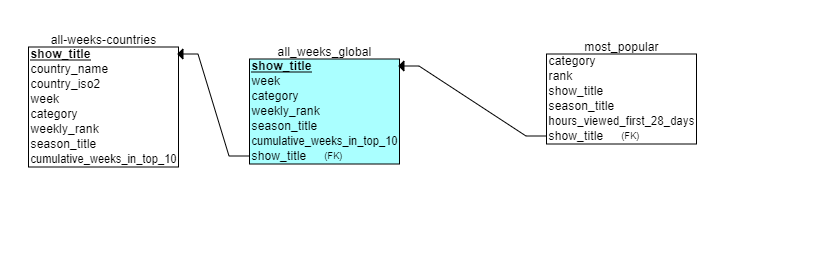 all-weeks-countries
show_title
country_name
country_iso2
week
category
weekly_rank
season_title
cumulative_weeks_in_top_10
all_weeks_global
show_title
week
category
weekly_rank
season_title
cumulative_weeks_in_top_10
show_title (FK)
most_popular
category
rank
show_title
season_title
hours_viewed_first_28_days
show_title (FK)